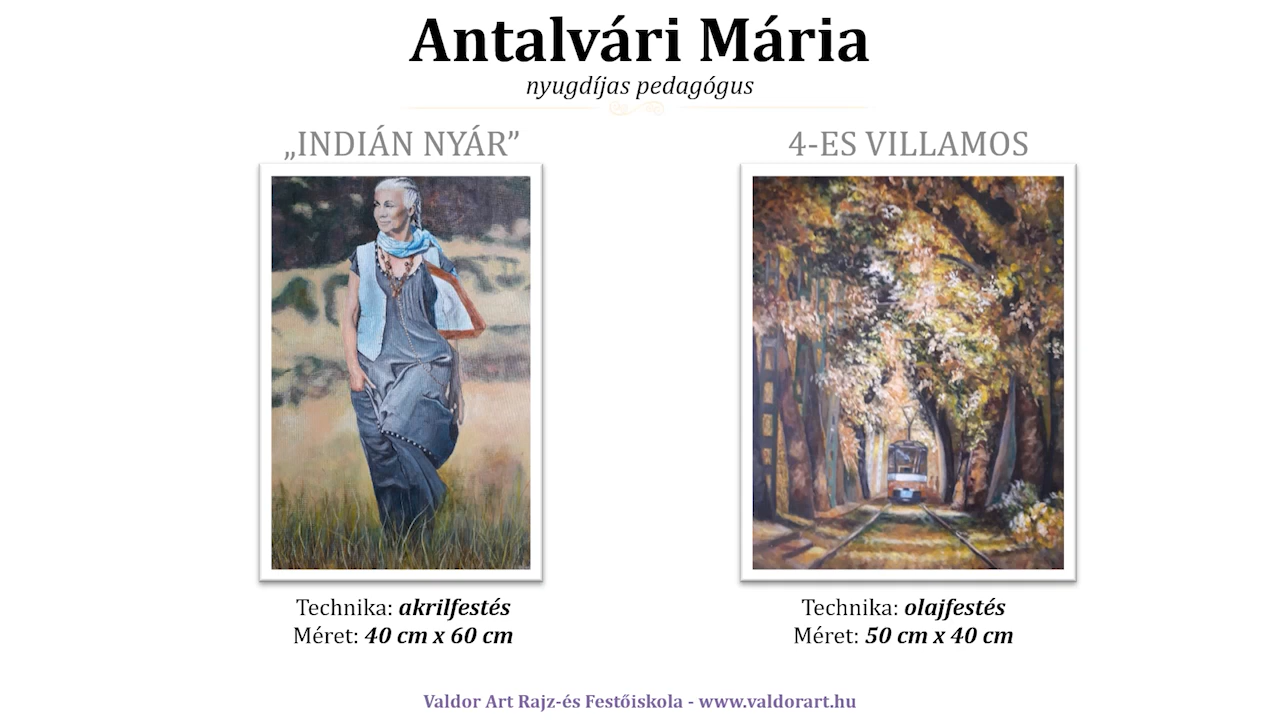 Antalvári Mária
nyugdíjas pedagógus
„INDIÁN NYÁR”
4-ES VILLAMOS
Technika: akrilfestés
Méret: 40 cm x 60 cm
Technika: olajfestés
Méret: 50 cm x 40 cm
Valdor Art Rajz-és Festőiskola - www.valdorart.hu